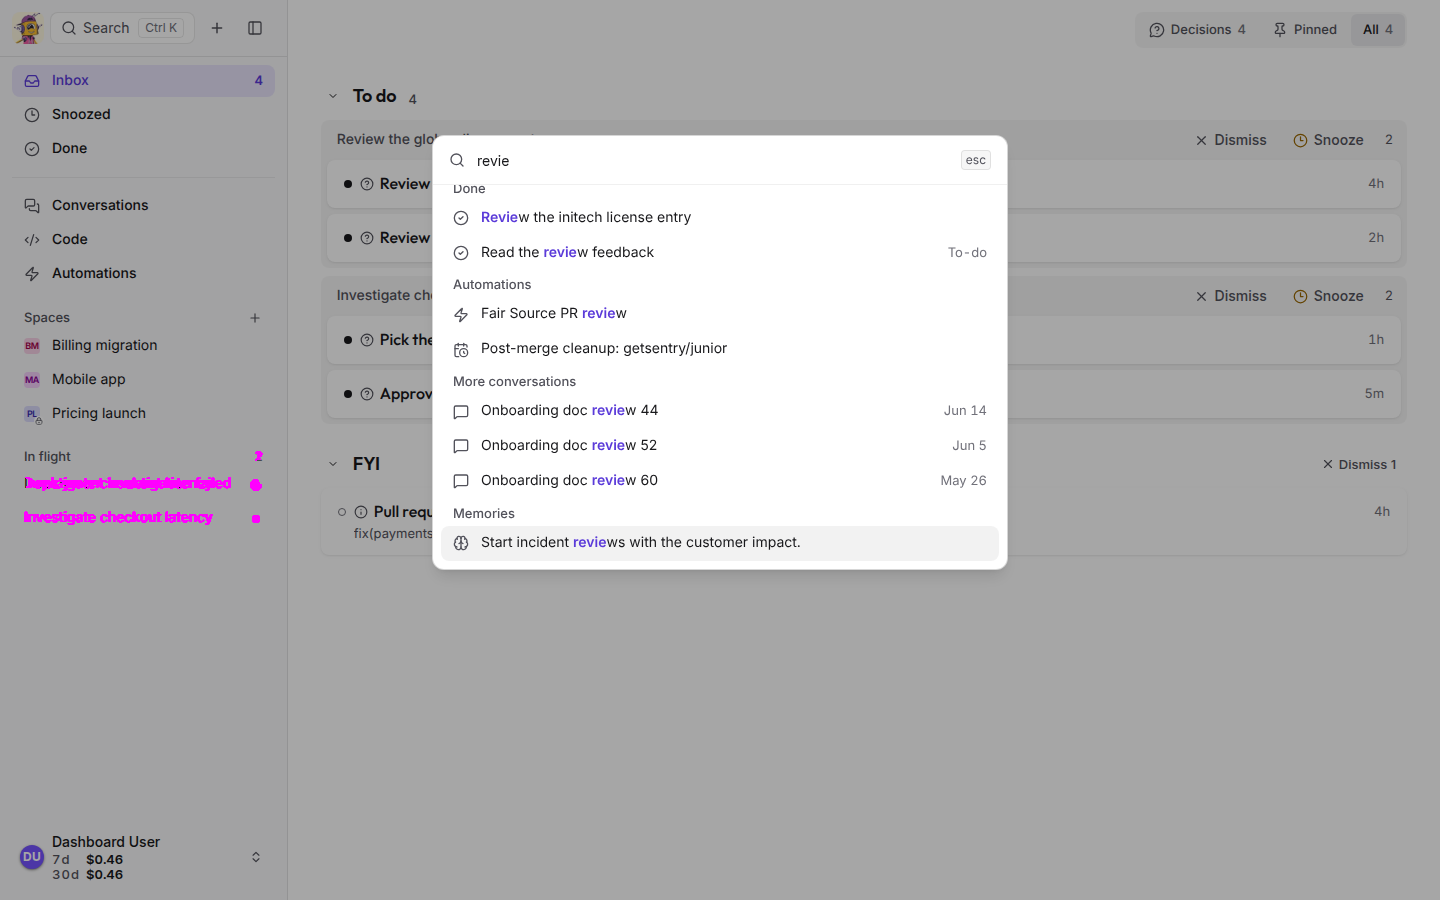 Search Ctrl K
Decisions 4 Pinned All 4
Inbox 4
Snoozed
Done
Conversations
Code
Automations
Spaces
BM Billing migration
MA Mobile app
PL Pricing launch
In flight
Investigate checkout latency
DU Dashboard User
7d $0.46
30d $0.46
To do 4
Review the Dismiss Snooze 2
Review 4h
Review 2h
Investigate Dismiss Snooze 2
Pick the 1h
5m
FYI Dismiss 1
Pull 4h
fix(payments
revie esc
Done
Review the initech license entry
Read the review feedback To-do
Automations
Fair Source PR review
Post-merge cleanup: getsentry/junior
More conversations
Onboarding doc review 44 Jun 14
Onboarding doc review 52 Jun 5
Onboarding doc review 60 May 26
Memories
Start incident reviews with the customer impact.